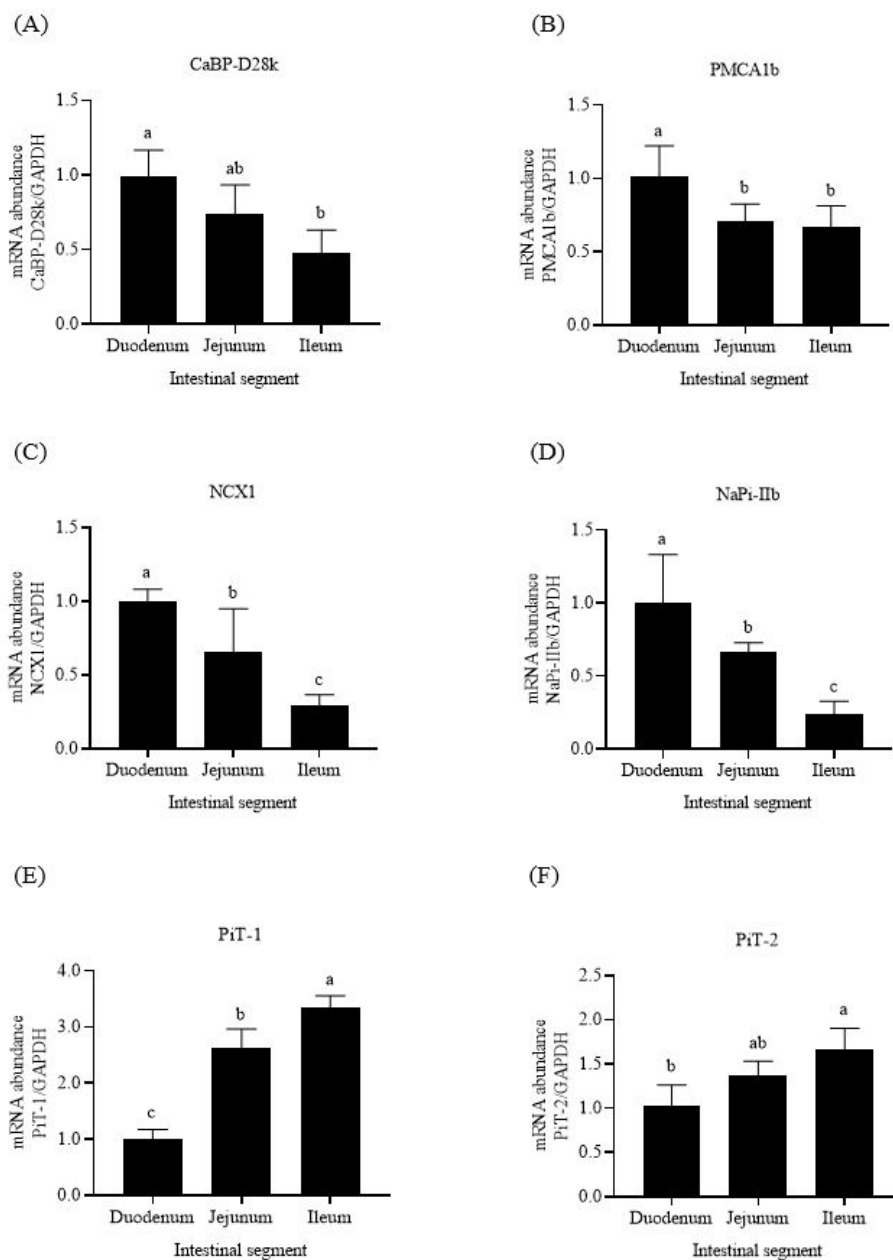 (A)
CaBP-D28k
mRNA abundance
CaBP-D28k/GAPDH
1.5
1.0
0.5
0.0
a
ab
b
Duodenum Jejunum Ileum
Intestinal segment
(B)
PMCA1b
mRNA abundance
PMCA1b/GAPDH
1.5
1.0
0.5
0.0
a
b
b
Duodenum Jejunum Ileum
Intestinal segment
(C)
NCX1
mRNA abundance
NCX1/GAPDH
1.5
1.0
0.5
0.0
a
b
c
Duodenum Jejunum Ileum
Intestinal segment
(D)
NaPi-IIb
mRNA abundance
NaPi-IIb/GAPDH
1.5
1.0
0.5
0.0
a
b
c
Duodenum Jejunum Ileum
Intestinal segment
(E)
PiT-1
mRNA abundance
PiT-1/GAPDH
4.0
3.0
2.0
1.0
0.0
c
b
a
Duodenum Jejunum Ileum
Intestinal segment
(F)
PiT-2
mRNA abundance
PiT-2/GAPDH
2.5
2.0
1.5
1.0
0.5
0.0
b
ab
a
Duodenum Jejunum Ileum
Intestinal segment